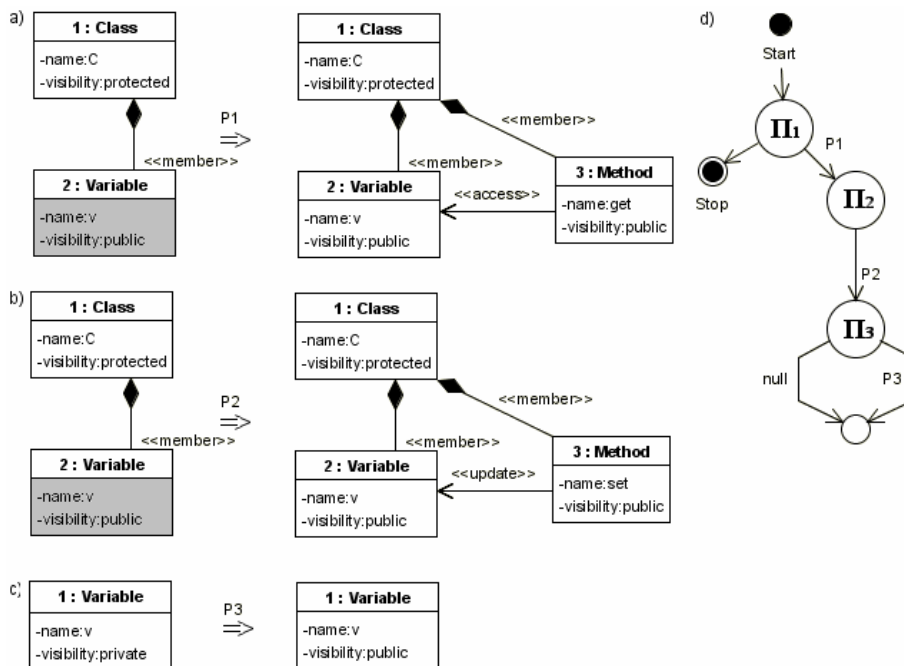 a)
1 : Class
-name:C
-visibility:protected
<<member>>
2 : Variable
-name:v
-visibility:public
P1
1 : Class
-name:C
-visibility:protected
<<member>>
<<member>>
2 : Variable
-name:v
-visibility:public
<<access>>
3 : Method
-name:get
-visibility:public
b)
1 : Class
-name:C
-visibility:protected
<<member>>
2 : Variable
-name:v
-visibility:public
P2
1 : Class
-name:C
-visibility:protected
<<member>>
<<member>>
2 : Variable
-name:v
-visibility:public
<<update>>
3 : Method
-name:set
-visibility:public
c)
1 : Variable
-name:v
-visibility:private
P3
1 : Variable
-name:v
-visibility:public
d)
Start
Π1
P1
Stop
Π2
P2
Π3
null
P3